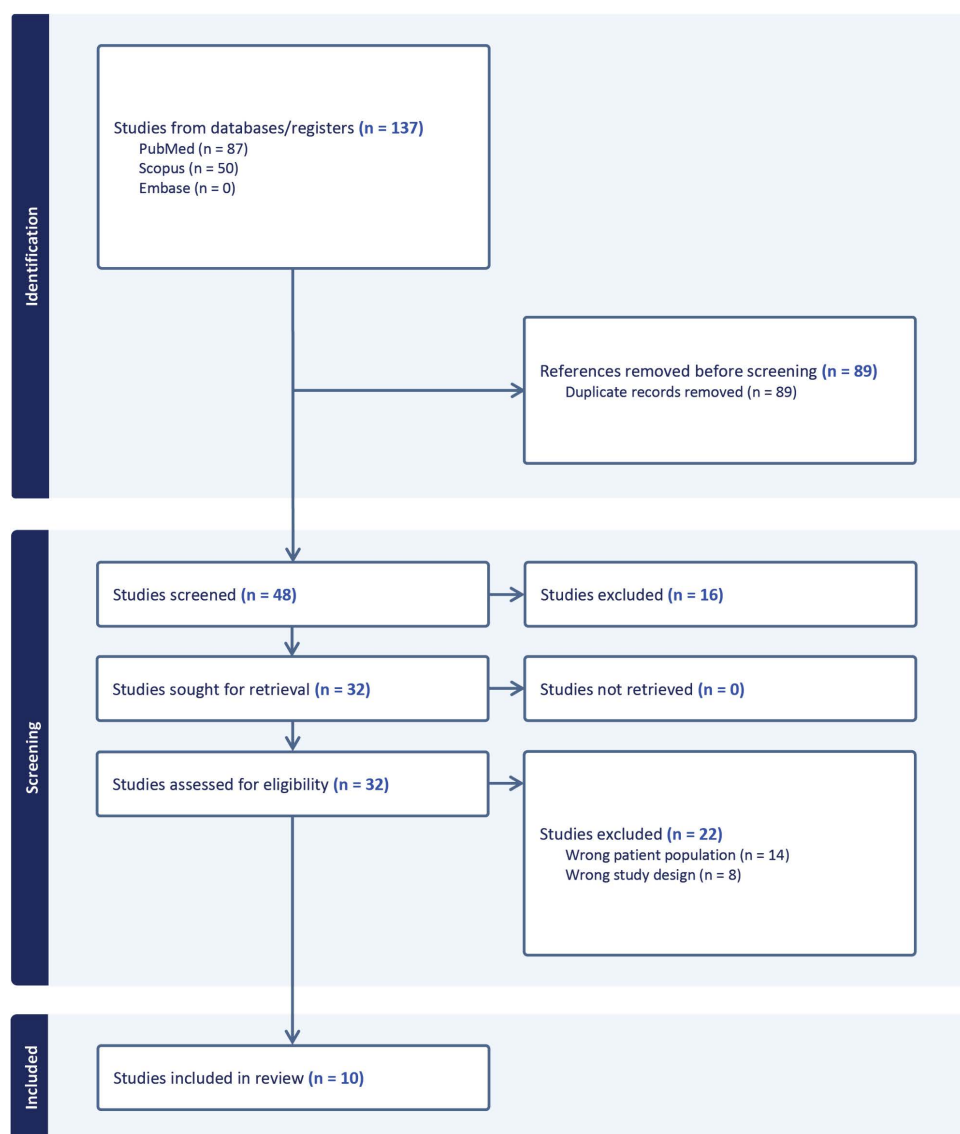 Identification
Studies from databases/registers (n = 137)
PubMed (n = 87)
Scopus (n = 50)
Embase (n = 0)
References removed before screening (n = 89)
Duplicate records removed (n = 89)
Screening
Studies screened (n = 48)
Studies excluded (n = 16)
Studies sought for retrieval (n = 32)
Studies not retrieved (n = 0)
Studies assessed for eligibility (n = 32)
Studies excluded (n = 22)
Wrong patient population (n = 14)
Wrong study design (n = 8)
Included
Studies included in review (n = 10)